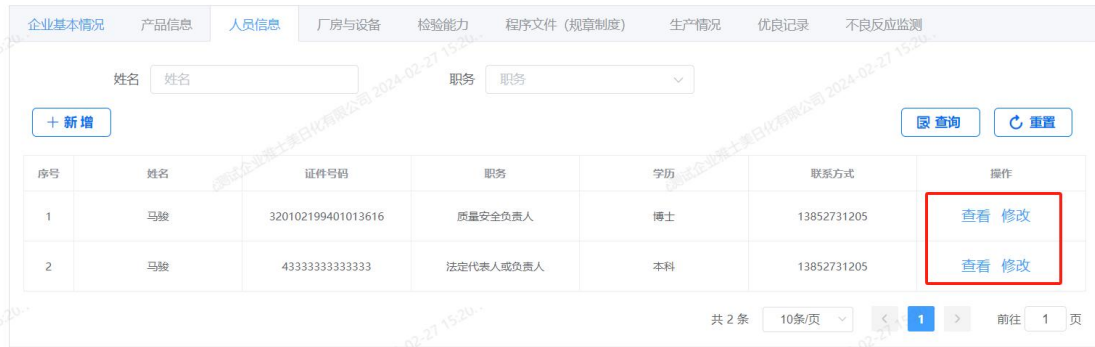 企业基本情况 产品信息 人员信息 厂房与设备 检验能力 程序文件（规章制度） 生产情况 优良记录 不良反应监测
姓名 姓名 职务 职务
+ 新增 查询 重置
序号 姓名 证件号码 职务 学历 联系方式 操作
1 马骏 320102199401013616 质量安全负责人 博士 13852731205 查看 修改
2 马骏 43333333333333 法定代表人或负责人 本科 13852731205 查看 修改
共 2 条 10条/页 < 1 > 前往 1 页